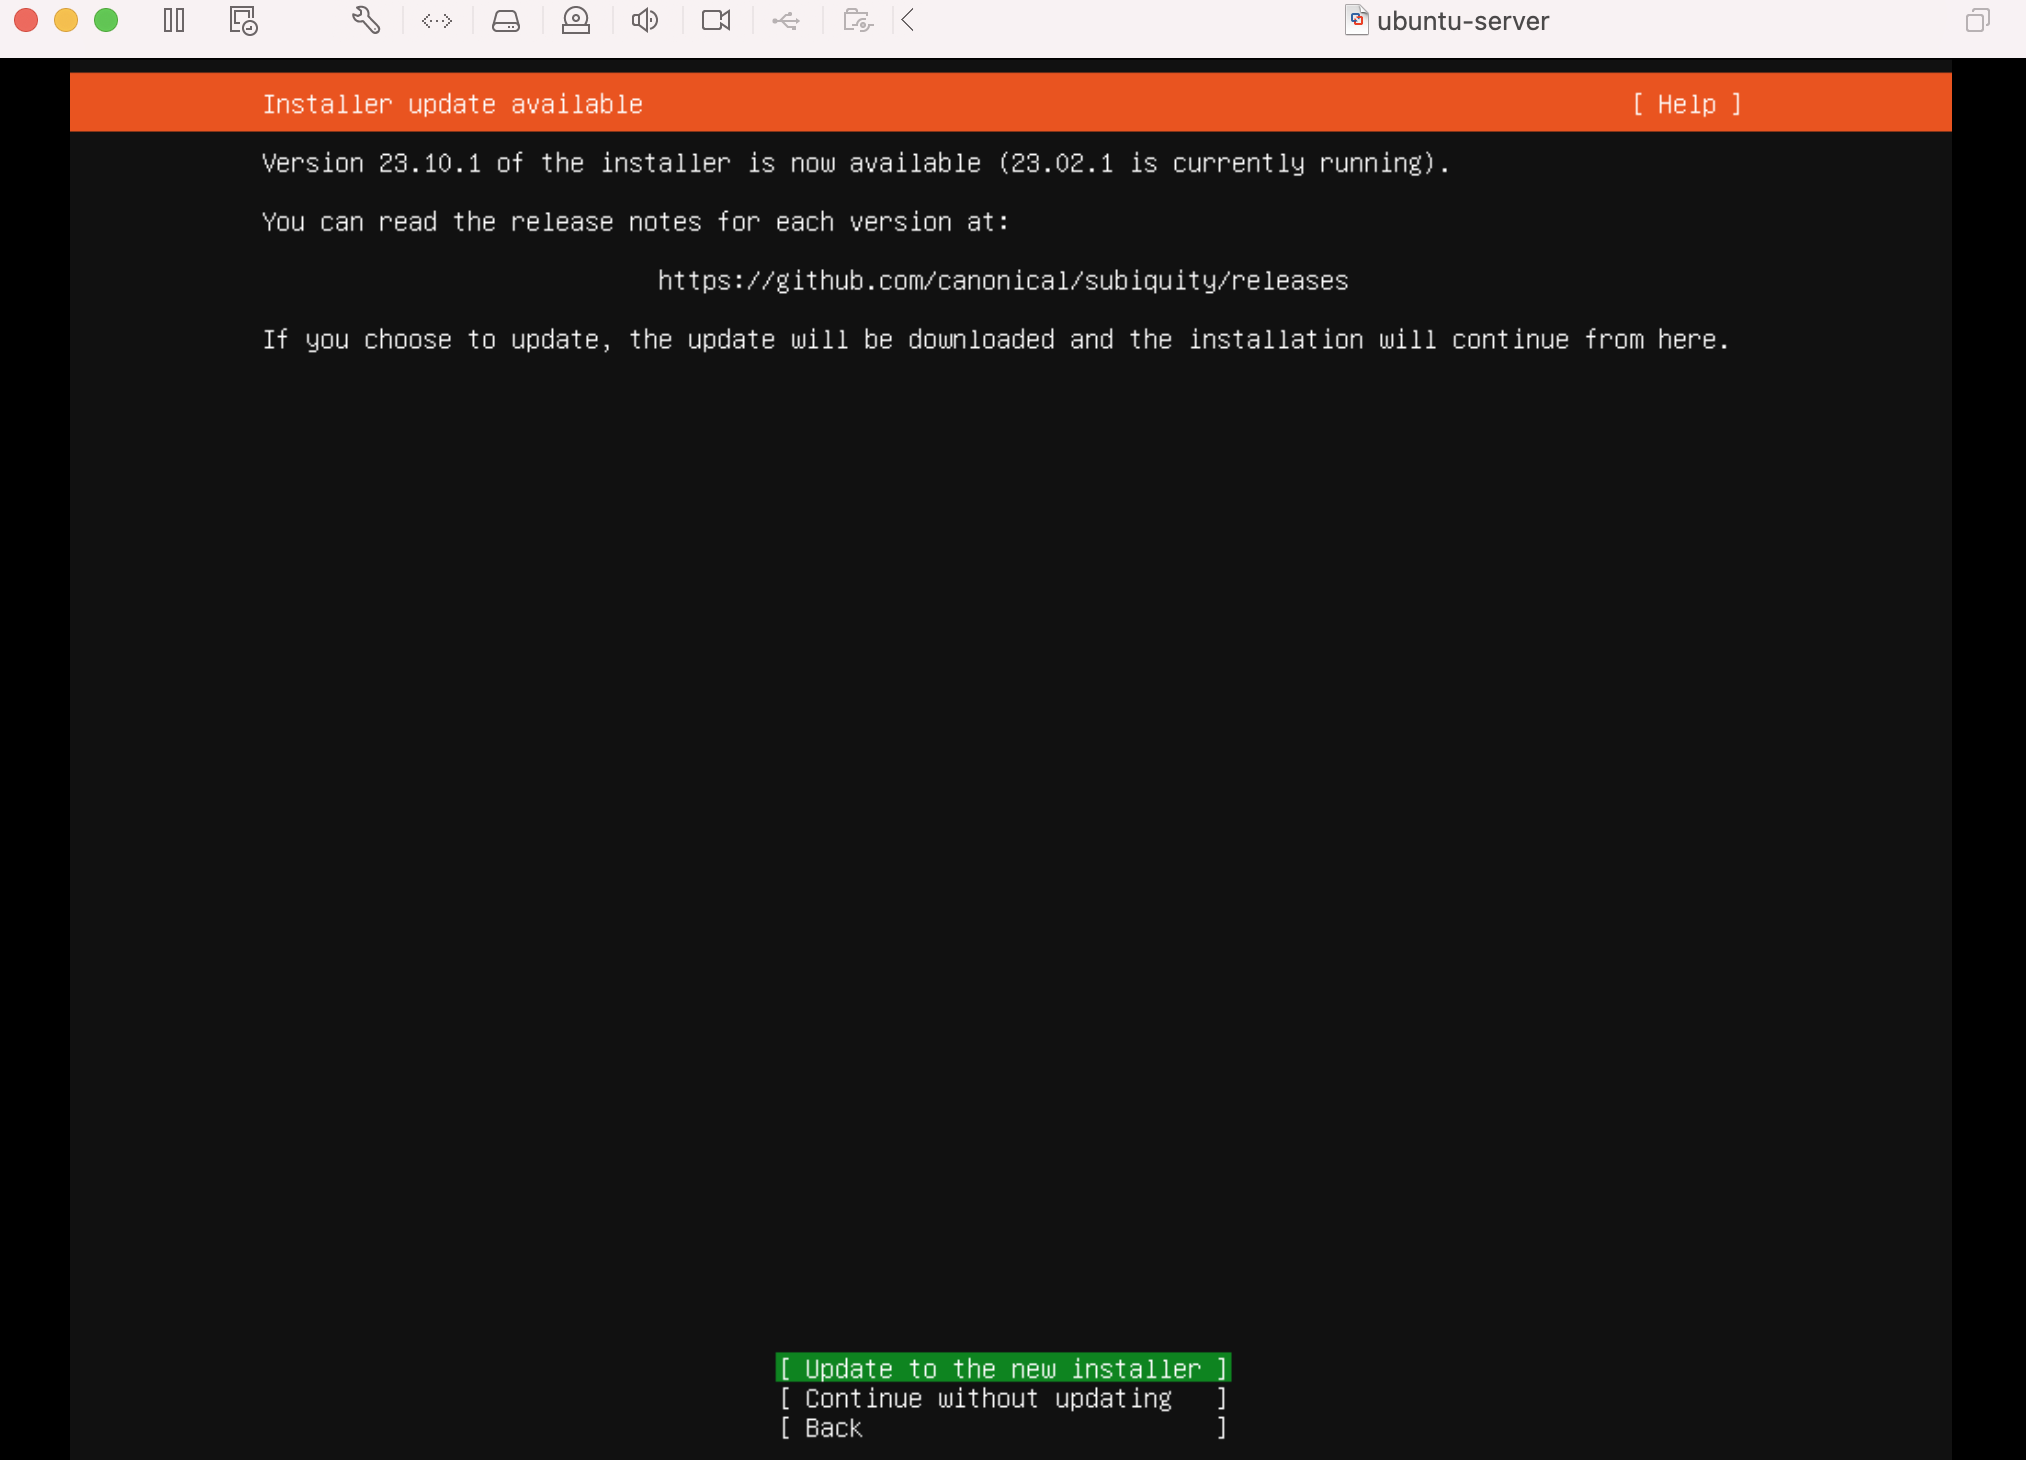 ubuntu-server
Installer update available [ Help ]
Version 23.10.1 of the installer is now available (23.02.1 is currently running).
You can read the release notes for each version at:
https://github.com/canonical/subiquity/releases
If you choose to update, the update will be downloaded and the installation will continue from here.
[ Update to the new installer ]
[ Continue without updating ]
[ Back ]